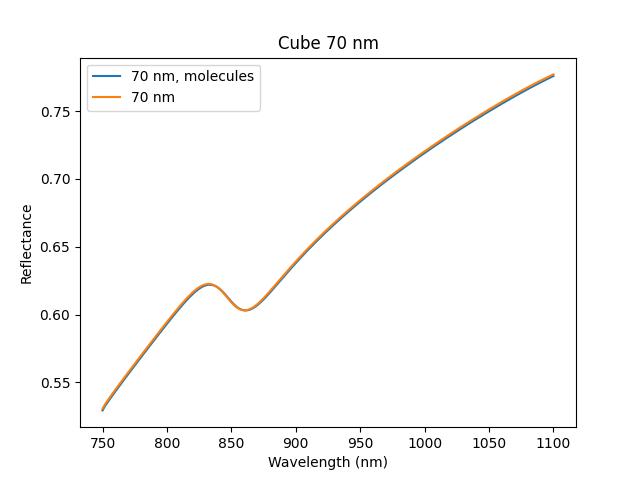 Cube 70 nm
70 nm, molecules
70 nm
Reflectance
0.75
0.70
0.65
0.60
0.55
750 800 850 900 950 1000 1050 1100
Wavelength (nm)